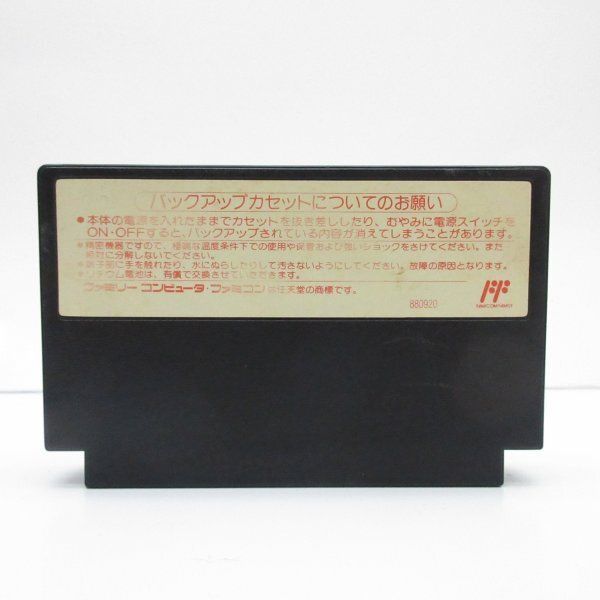 バックアップカセットについてのお願い
●本体の電源を入れたままでカセットを抜き差ししたり、むやみに電源スイッチを
ON・OFFすると、バックアップされている内容が消えてしまうことがあります。
●精密機器ですので、極端な温度条件下での使用や保管および強いショックをさけてください。また
絶対に分解しないでください。
●端子部に手を触れたり、水にぬらしたりして汚さないようにしてください。故障の原因となります。
●リチウム電池は、有償で交換させていただきます。
ファミリーコンピュータ・ファミコンは任天堂の商標です。
880920